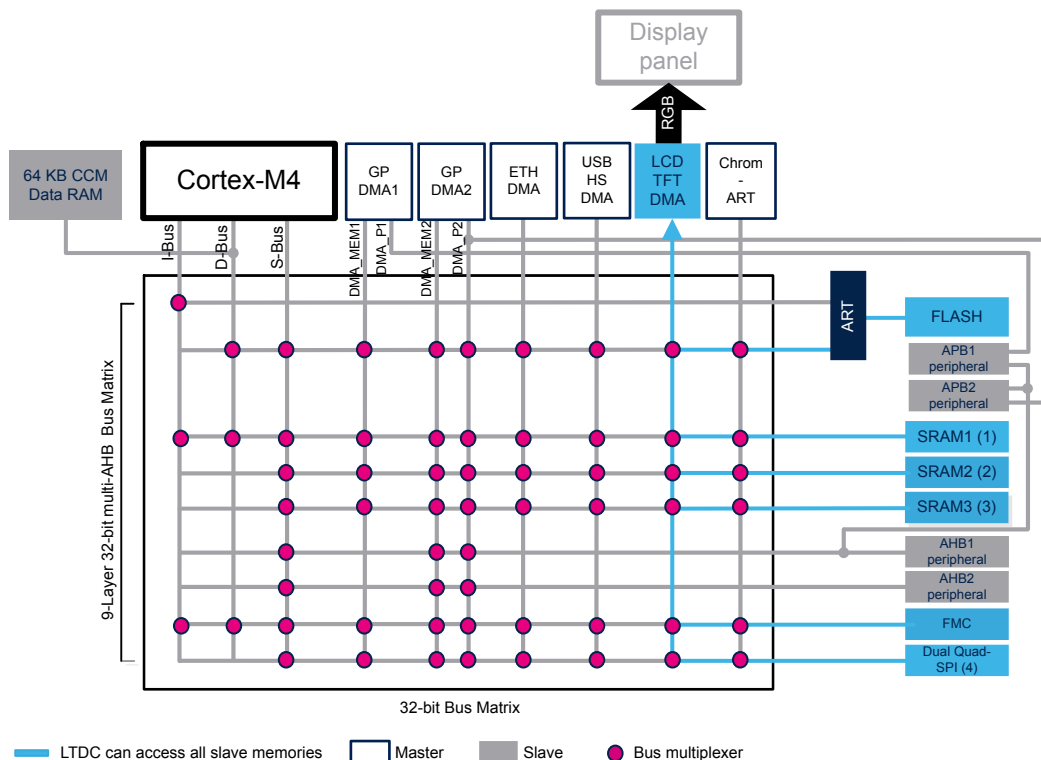 Display
panel
RGB
64 KB CCM
Data RAM
Cortex-M4
GP
DMA1
GP
DMA2
ETH
DMA
USB
HS
DMA
LCD
TFT
DMA
Chrom
-
ART
I-Bus
D-Bus
S-Bus
DMA_MEM1
DMA_P1
DMA_MEM2
DMA_P2
9-Layer 32-bit multi-AHB Bus Matrix
ART
FLASH
APB1
peripheral
APB2
peripheral
SRAM1 (1)
SRAM2 (2)
SRAM3 (3)
AHB1
peripheral
AHB2
peripheral
FMC
Dual Quad-
SPI (4)
32-bit Bus Matrix
LTDC can access all slave memories
Master
Slave
Bus multiplexer